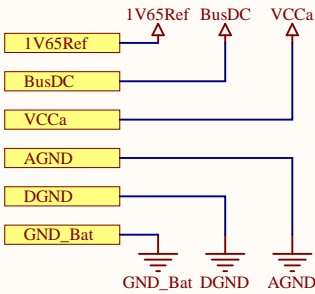 1V65Ref BusDC VCCa
1V65Ref
BusDC
VCCa
AGND
DGND
GND_Bat
GND_Bat DGND AGND